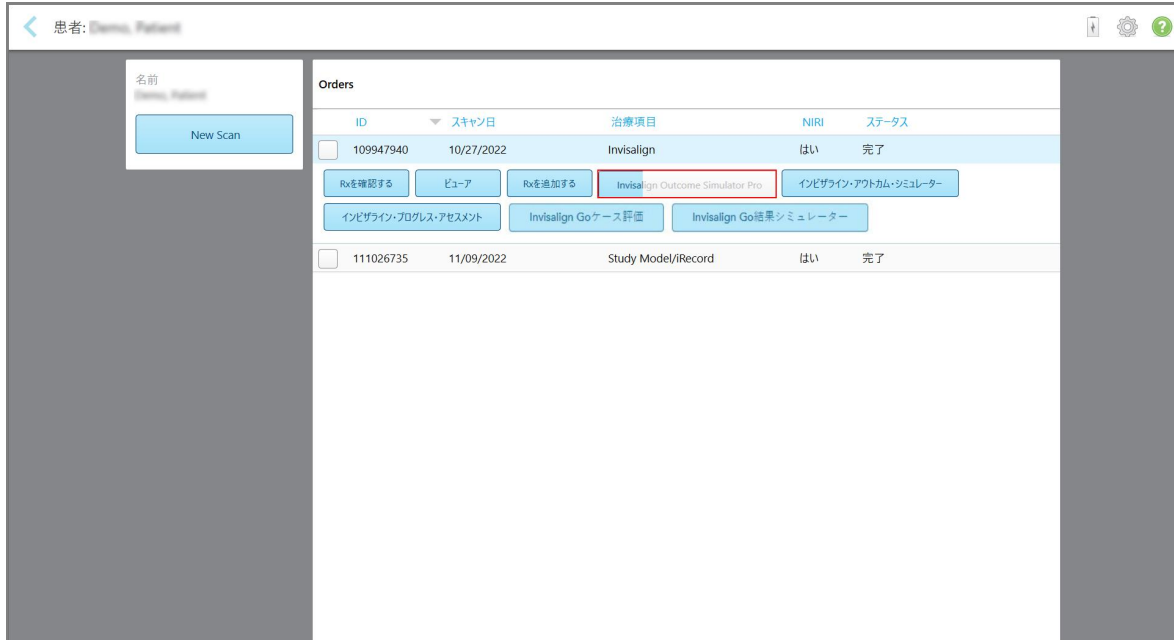 患者:
名前
New Scan
Orders
ID スキャン日 治療項目 NIRI ステータス
109947940 10/27/2022 Invisalign はい 完了
Rxを確認する ビューア Rxを追加する Invisalign Outcome Simulator Pro インビザライン・アウトカム・シミュレーター
インビザライン・プログレス・アセスメント Invisalign Goケース評価 Invisalign Go結果シミュレーター
111026735 11/09/2022 Study Model/iRecord はい 完了
?